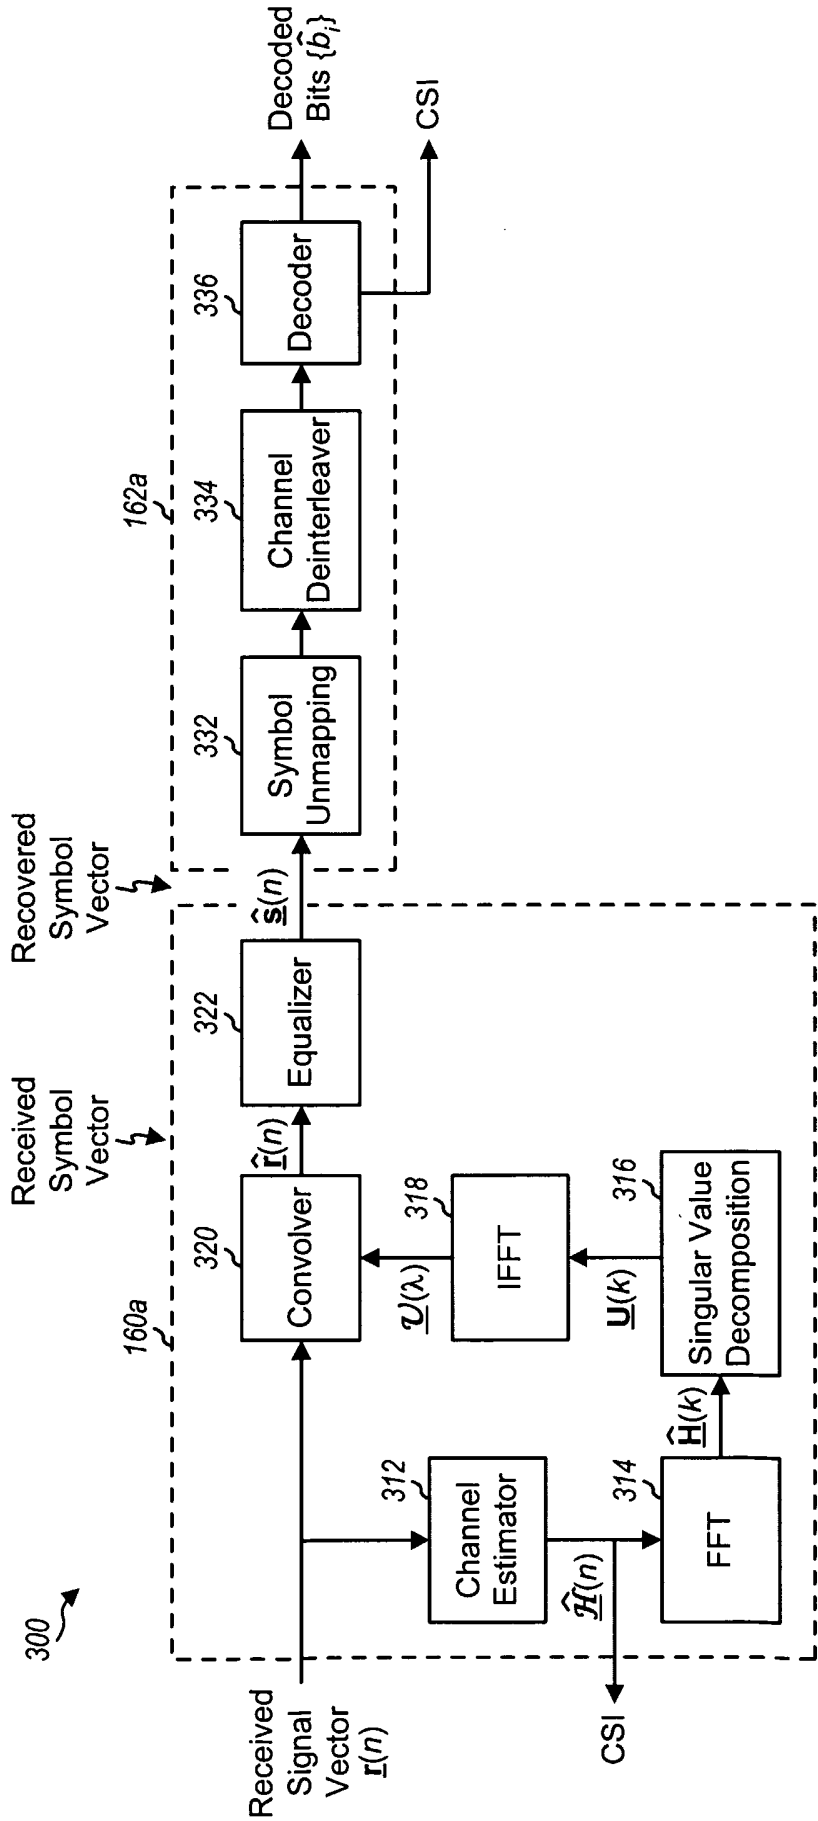 300
Received
Signal
Vector
r(n)
160a
Received
Symbol
Vector
Recovered
Symbol
Vector
162a
320
Convolver
r̂(n)
322
Equalizer
ŝ(n)
332
Symbol
Unmapping
334
Channel
Deinterleaver
336
Decoder
Decoded
Bits {b̂ᵢ}
CSI
312
Channel
Estimator
𝓤(λ)
318
IFFT
Ĥ(n)
CSI
314
FFT
Ĥ(k)
316
Singular Value
Decomposition
U(k)